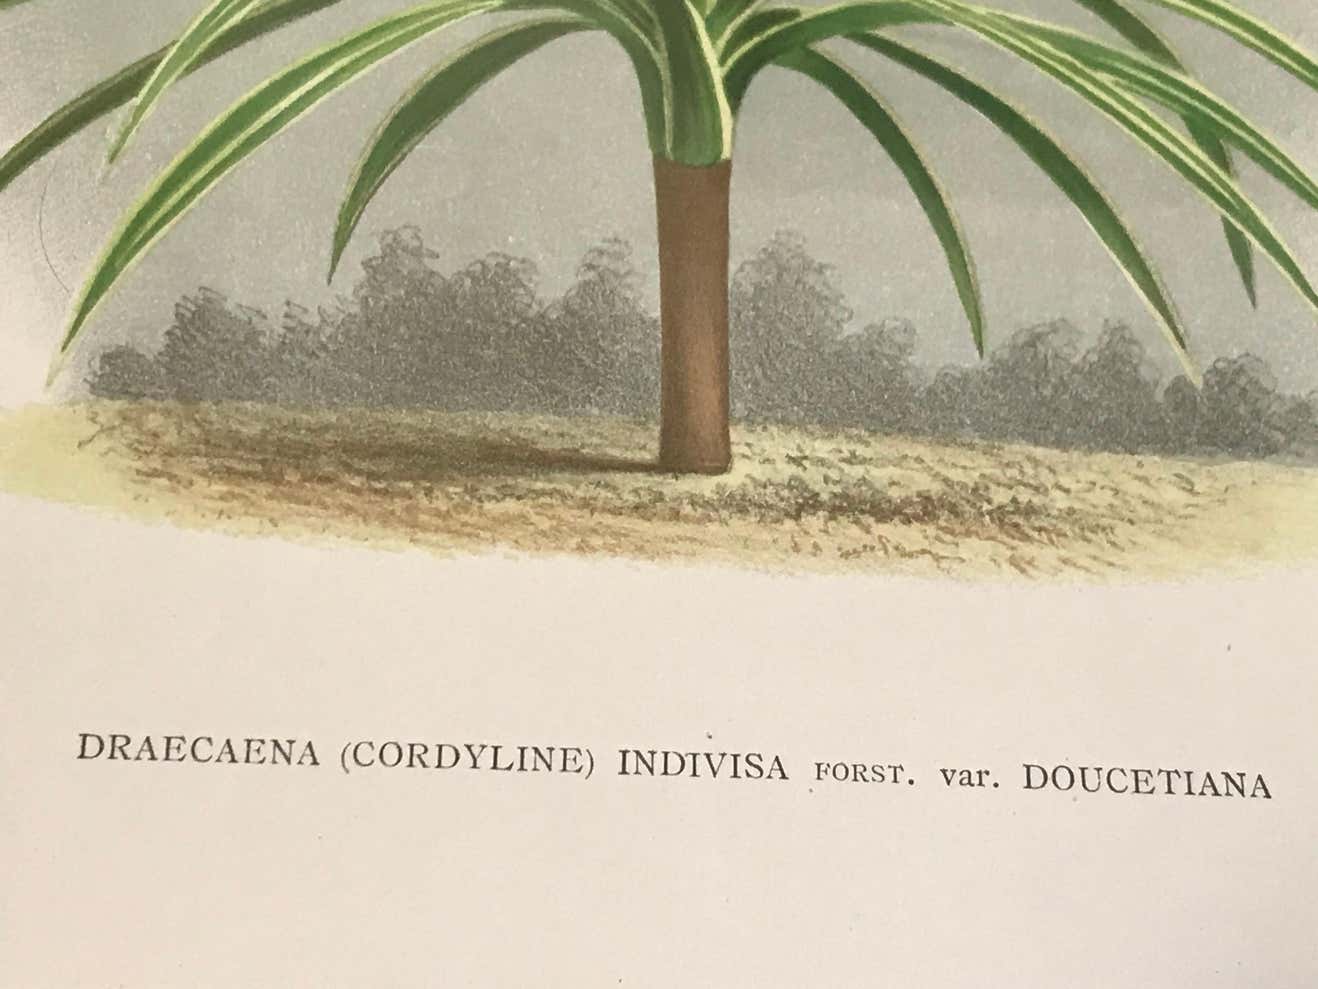 DRAECAENA (CORDYLINE) INDIVISA FORST. var. DOUCETIANA